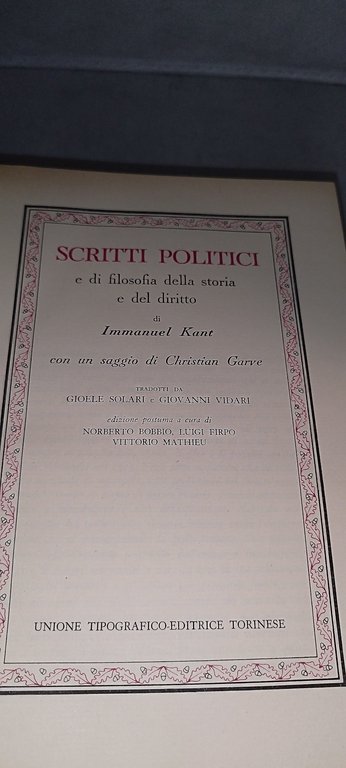 SCRITTI POLITICI
e di filosofia della storia
e del diritto
di
Immanuel Kant
con un saggio di Christian Garve
TRADOTTI DA
GIOELE SOLARI e GIOVANNI VIDARI
edizione postuma a cura di
NORBERTO BOBBIO, LUIGI FIRPO
VITTORIO MATHIEU
UNIONE TIPOGRAFICO-EDITRICE TORINESE